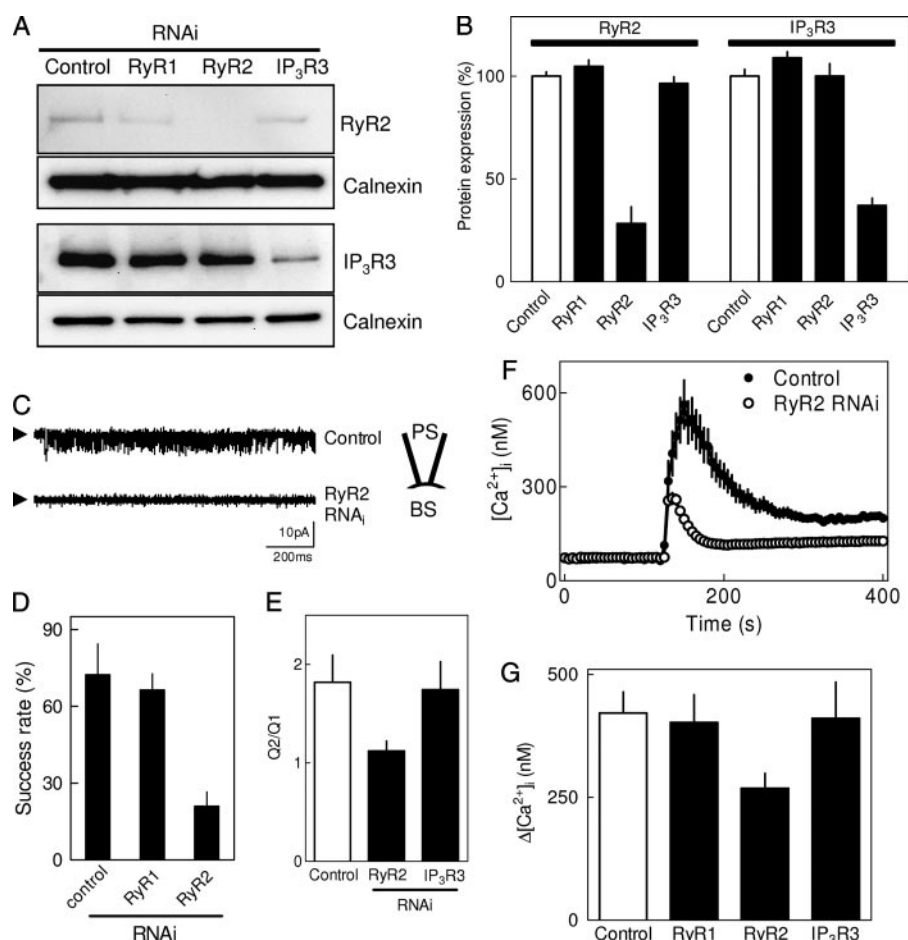 A
RNAi
Control RyR1 RyR2 IP₃R3
RyR2
Calnexin
IP₃R3
Calnexin
B
RyR2 IP₃R3
Protein expression (%)
100
50
0
Control RyR1 RyR2 IP₃R3 Control RyR1 RyR2 IP₃R3
C
Control
RyR2
RNAᵢ
10pA
200ms
PS
BS
D
Success rate (%)
90
60
30
0
control RyR1 RyR2
RNAi
E
Q2/Q1
2
1
0
Control RyR2 IP₃R3
RNAi
F
Control
RyR2 RNAi
[Ca²⁺]ᵢ (nM)
600
300
0
0 200 400
Time (s)
G
Δ[Ca²⁺]ᵢ (nM)
500
250
0
Control RyR1 RyR2 IP₃R3